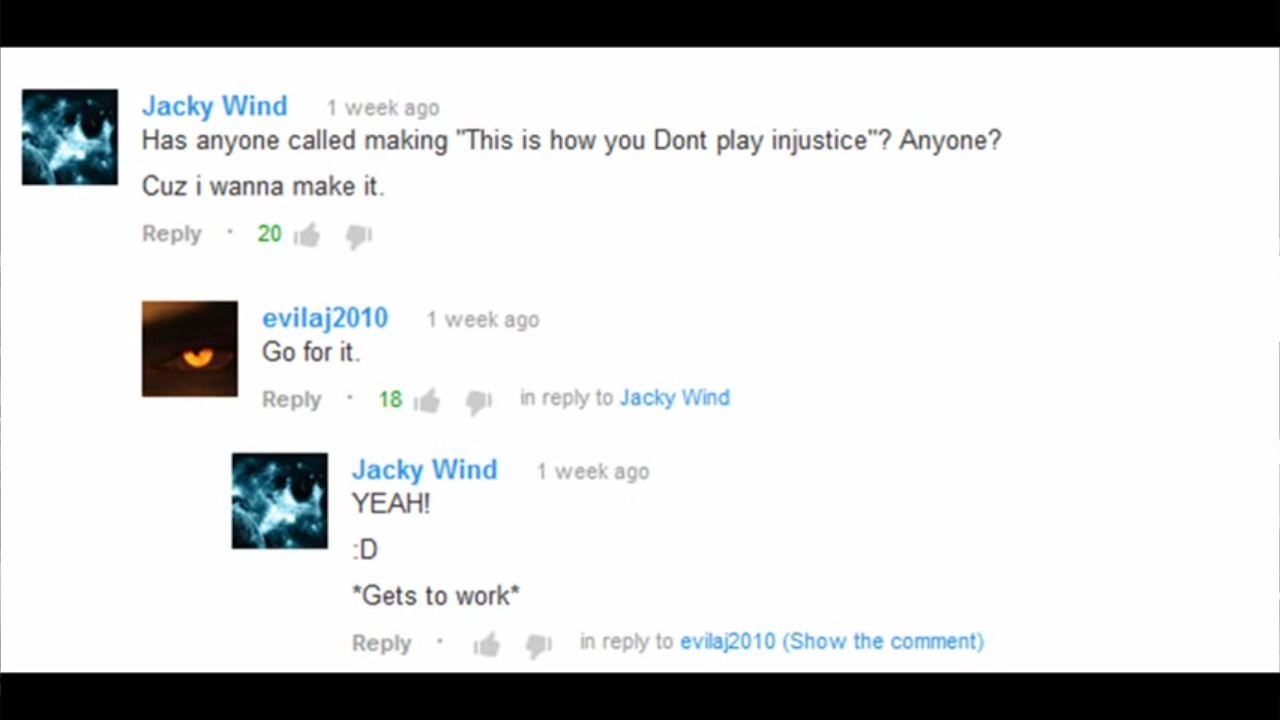 Jacky Wind 1 week ago
Has anyone called making "This is how you Dont play injustice"? Anyone?
Cuz i wanna make it.
Reply · 20
evilaj2010 1 week ago
Go for it.
Reply · 18 in reply to Jacky Wind
Jacky Wind 1 week ago
YEAH!
:D
*Gets to work*
Reply · in reply to evilaj2010 (Show the comment)